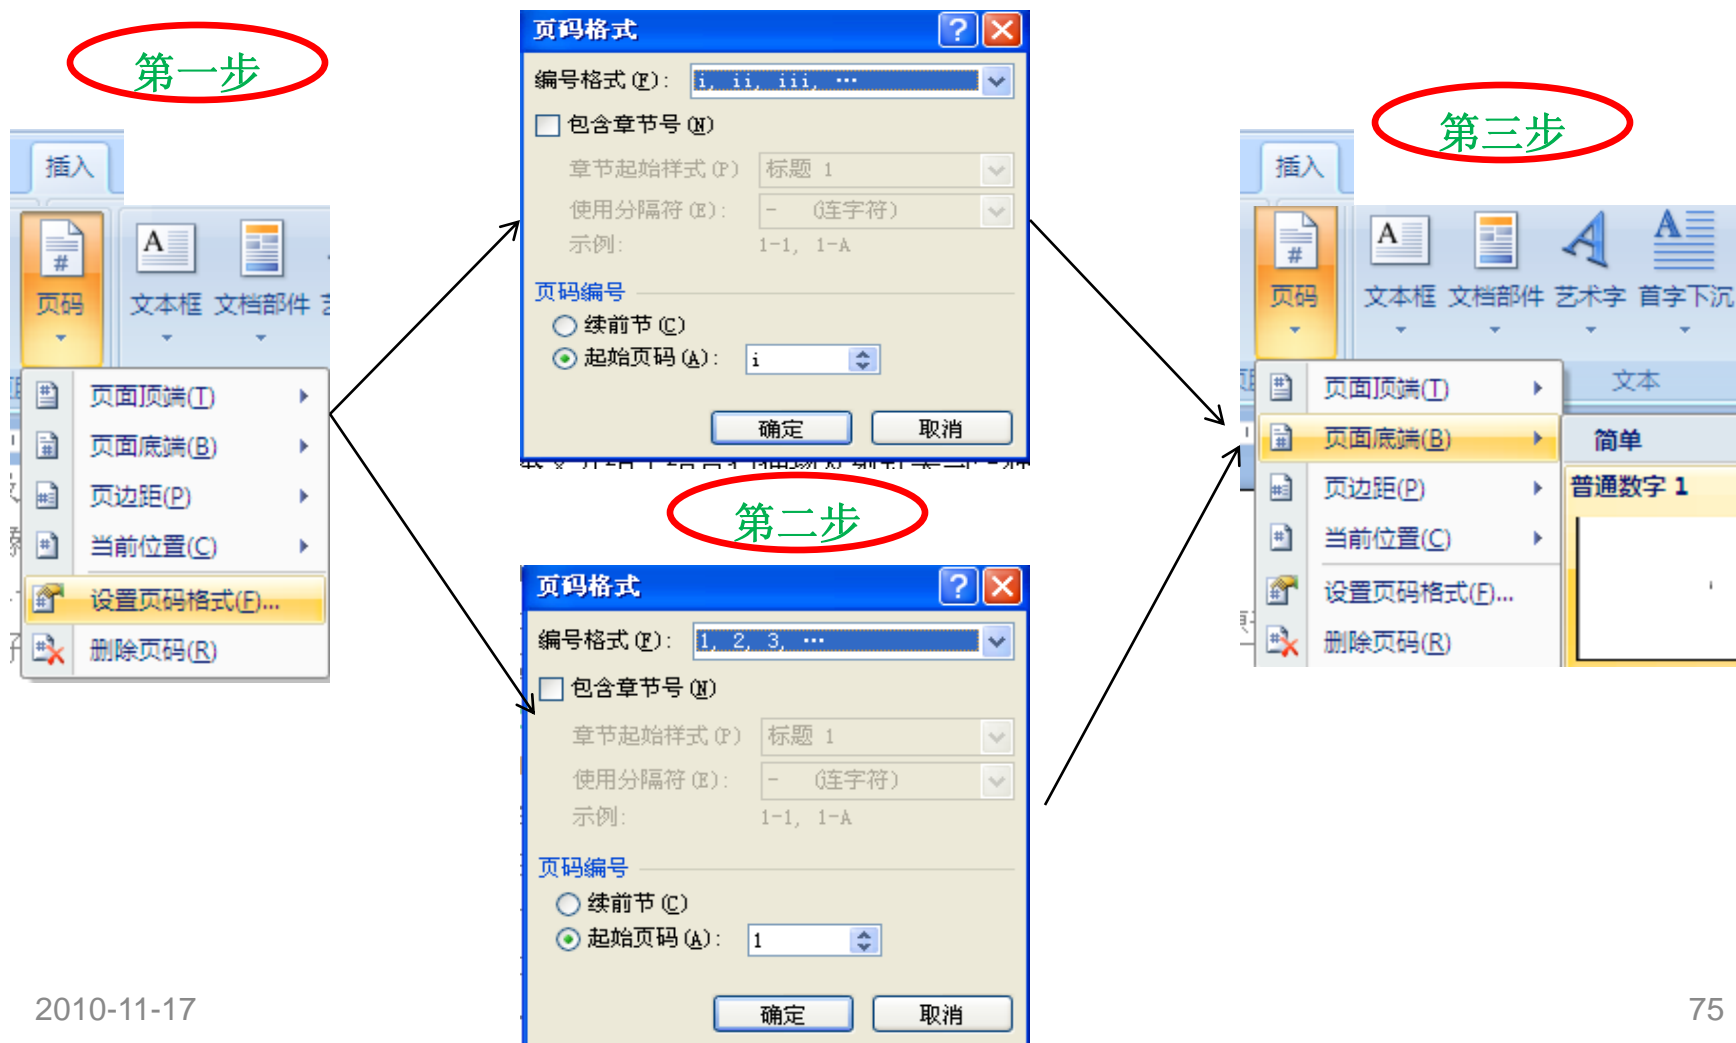 第一步
插入
页码
文本框 文档部件
页面顶端(T)
页面底端(B)
页边距(P)
当前位置(C)
设置页码格式(F)...
删除页码(R)
页码格式
编号格式(F): i, ii, iii, ...
包含章节号(N)
章节起始样式(P) 标题 1
使用分隔符(E): - (连字符)
示例: 1-1, 1-A
页码编号
续前节(C)
起始页码(A): i
确定 取消
第二步
页码格式
编号格式(F): 1, 2, 3, ...
包含章节号(N)
章节起始样式(P) 标题 1
使用分隔符(E): - (连字符)
示例: 1-1, 1-A
页码编号
续前节(C)
起始页码(A): 1
确定 取消
第三步
插入
页码
文本框 文档部件 艺术字 首字下沉
文本
页面顶端(T)
页面底端(B)
页边距(P)
当前位置(C)
设置页码格式(F)...
删除页码(R)
简单
普通数字 1
2010-11-17
75